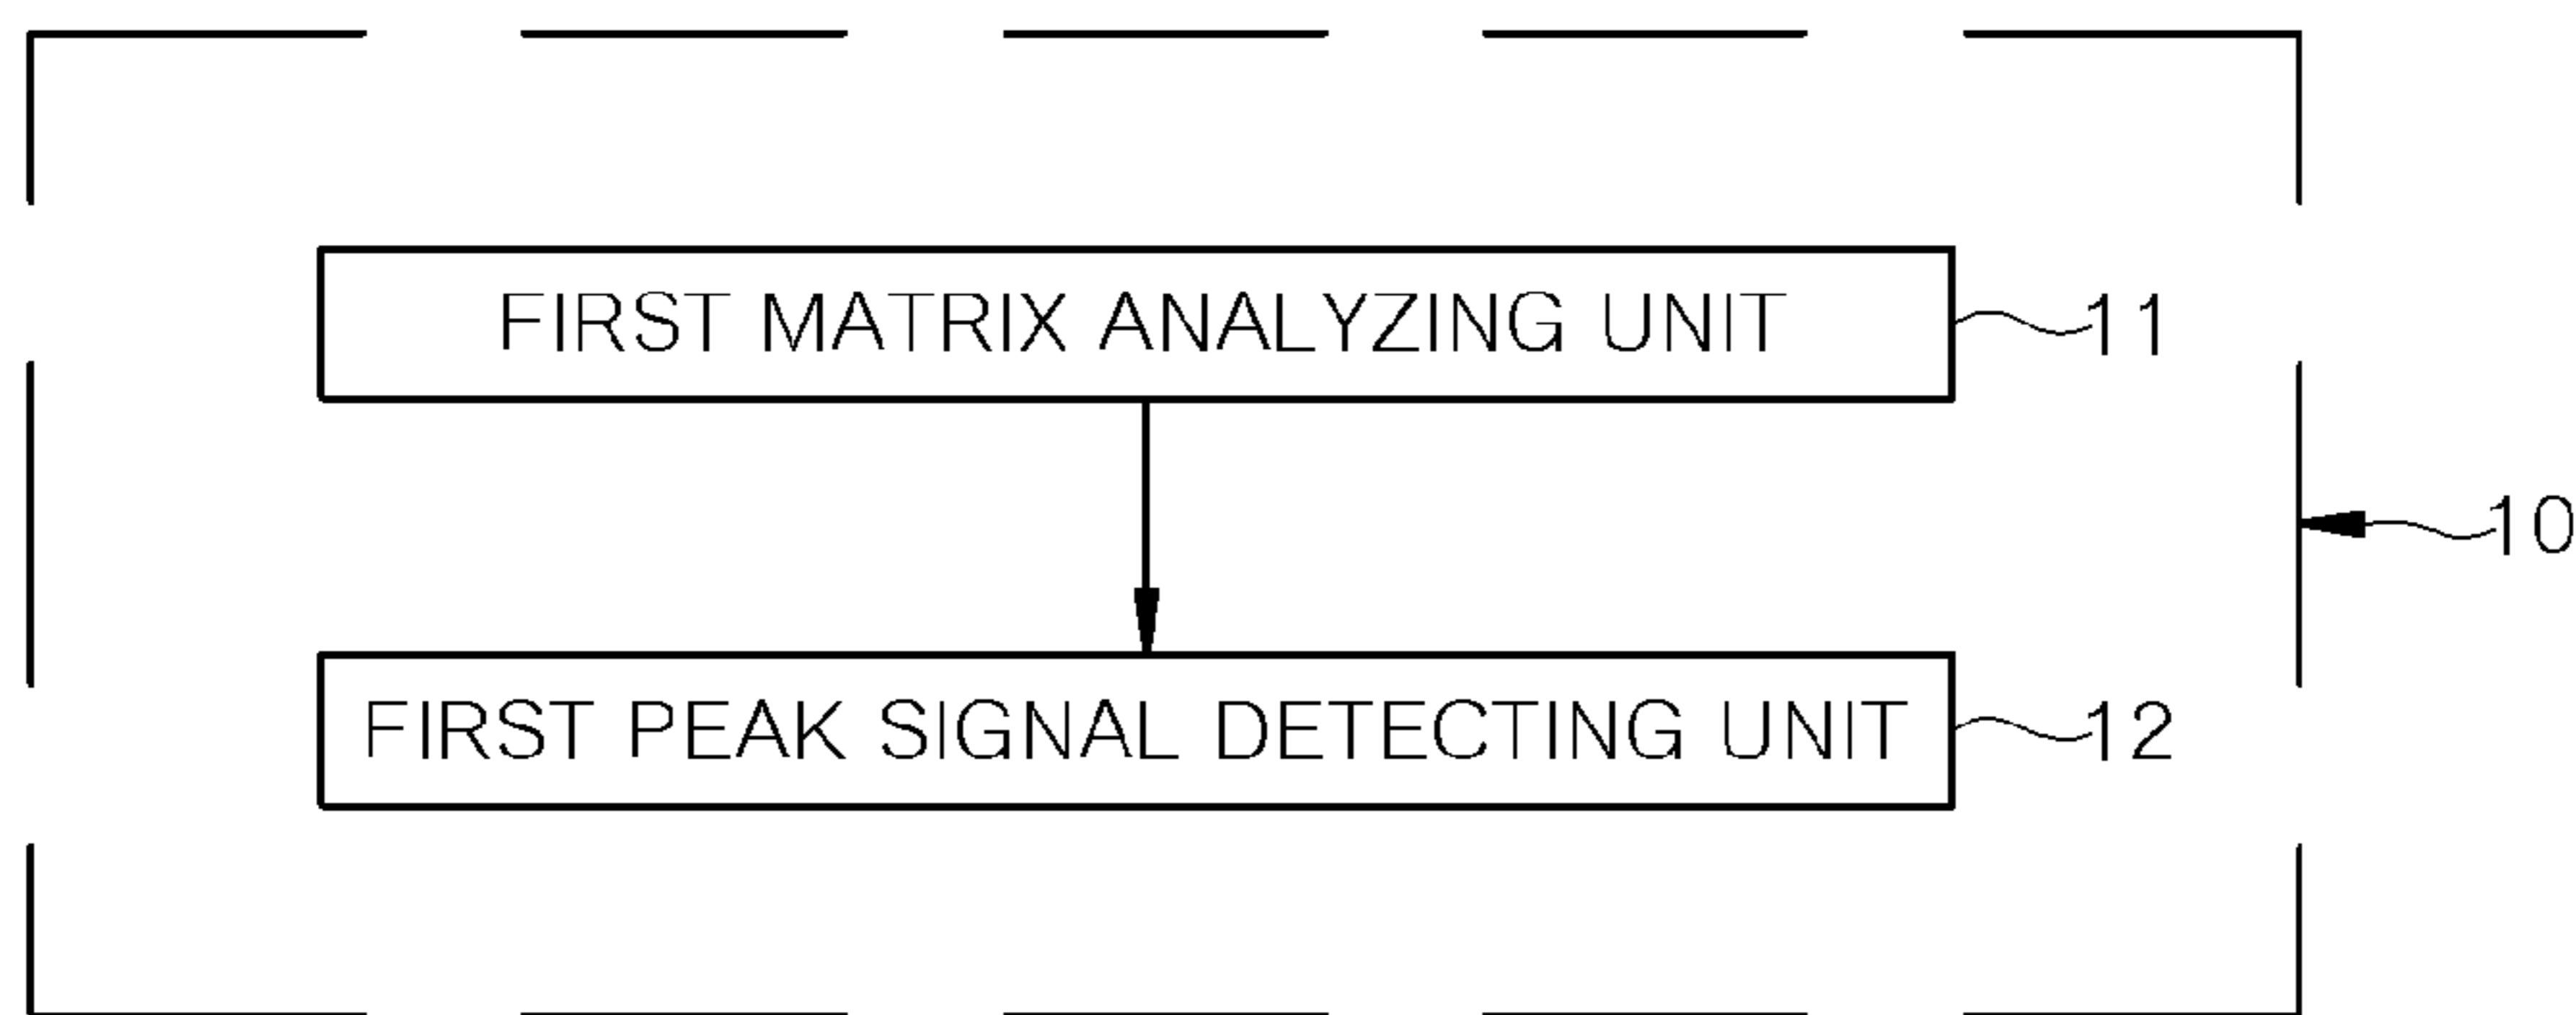 FIRST MATRIX ANALYZING UNIT
11
10
FIRST PEAK SIGNAL DETECTING UNIT
12